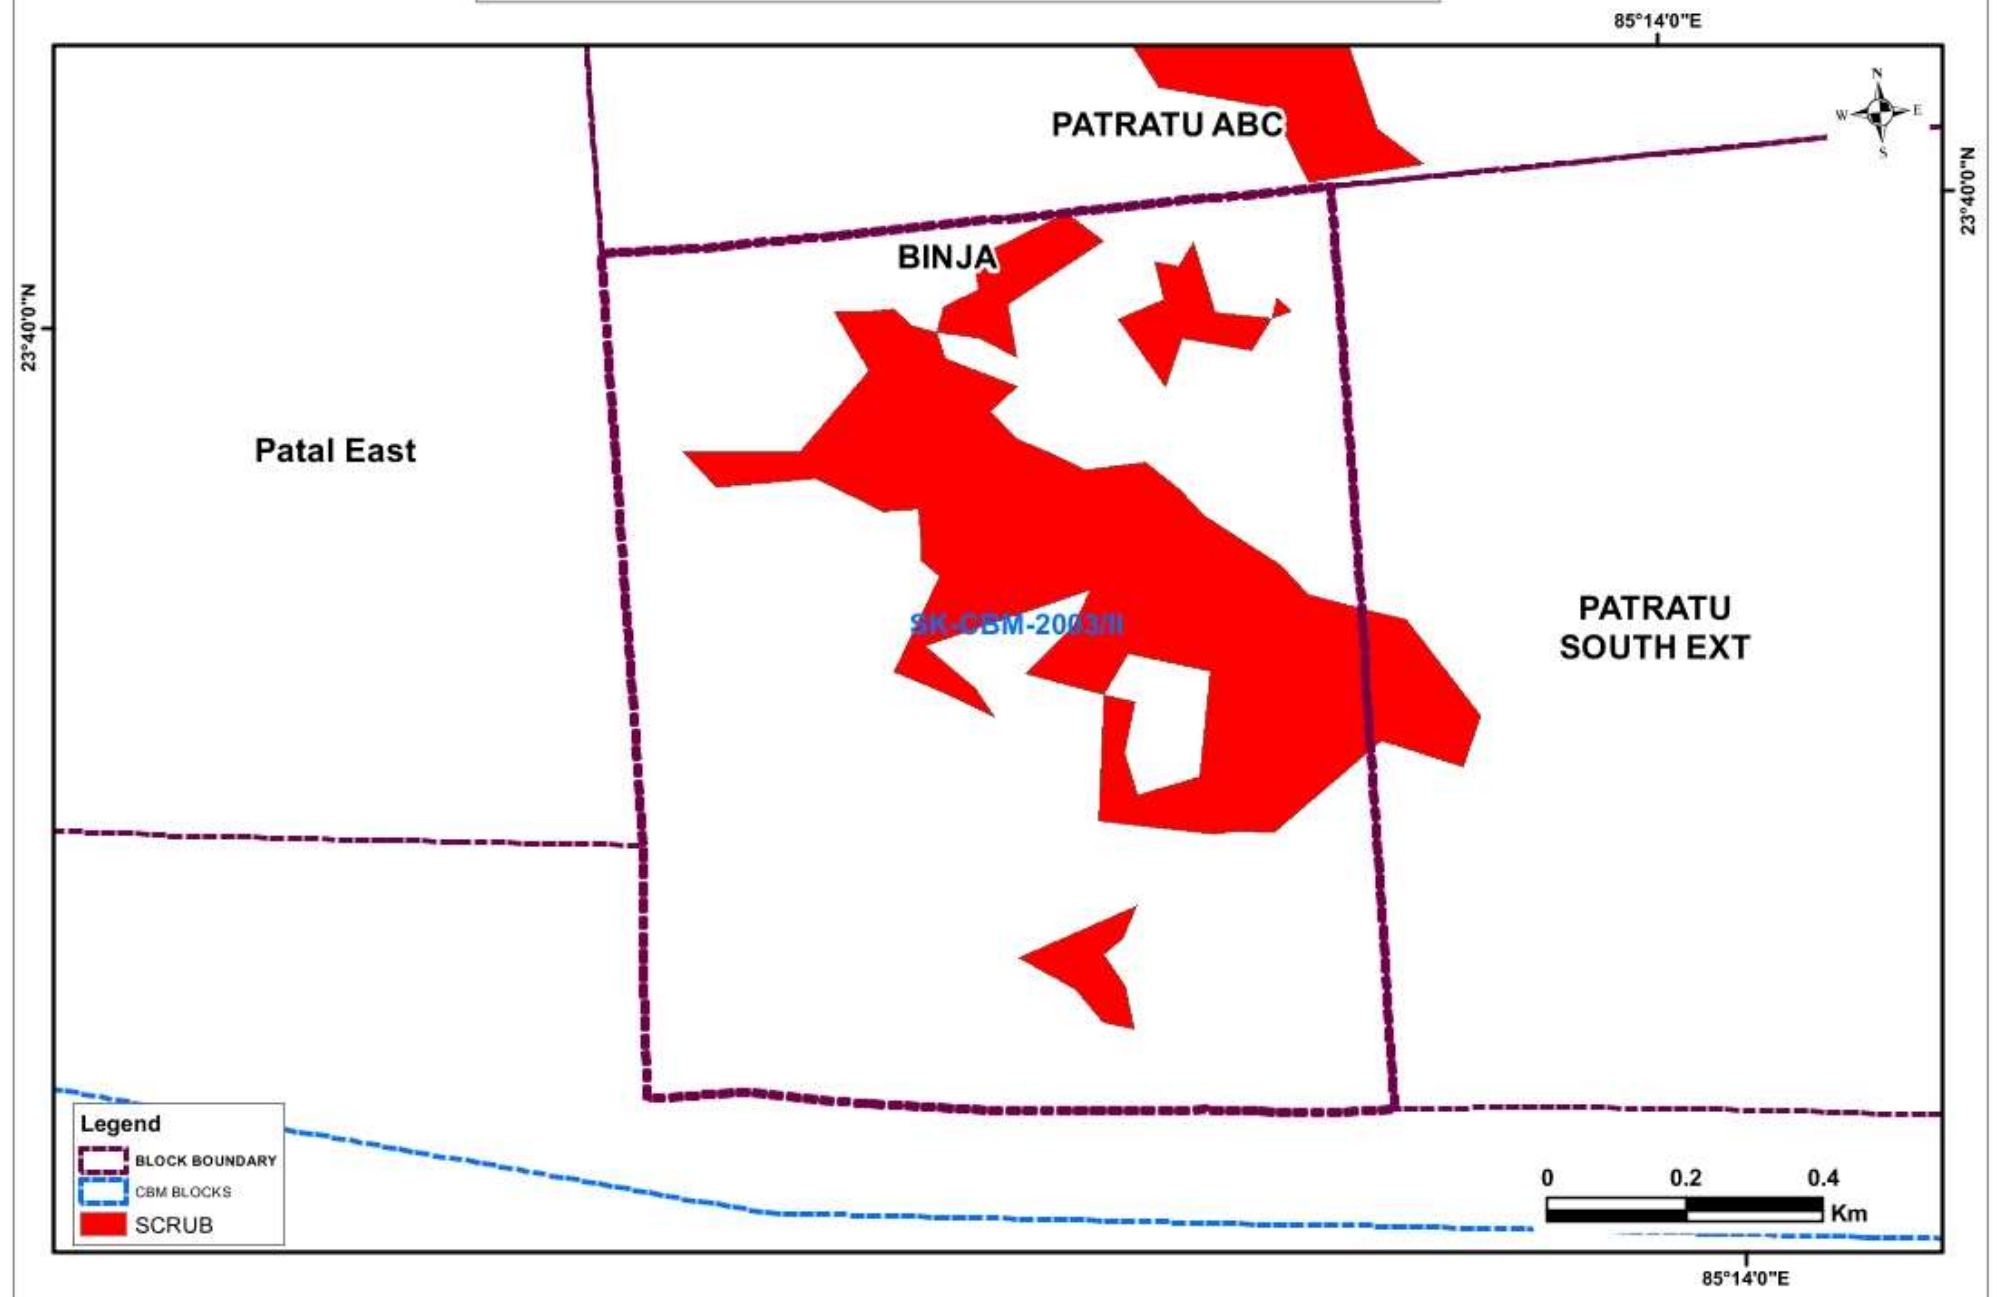 85°14'0"E
N
W
E
S
PATRATU ABC
23°40'0"N
BINJA
23°40'0"N
Patal East
SK-CBM-2003/II
PATRATU
SOUTH EXT
Legend
BLOCK BOUNDARY
CBM BLOCKS
SCRUB
0 0.2 0.4
Km
85°14'0"E